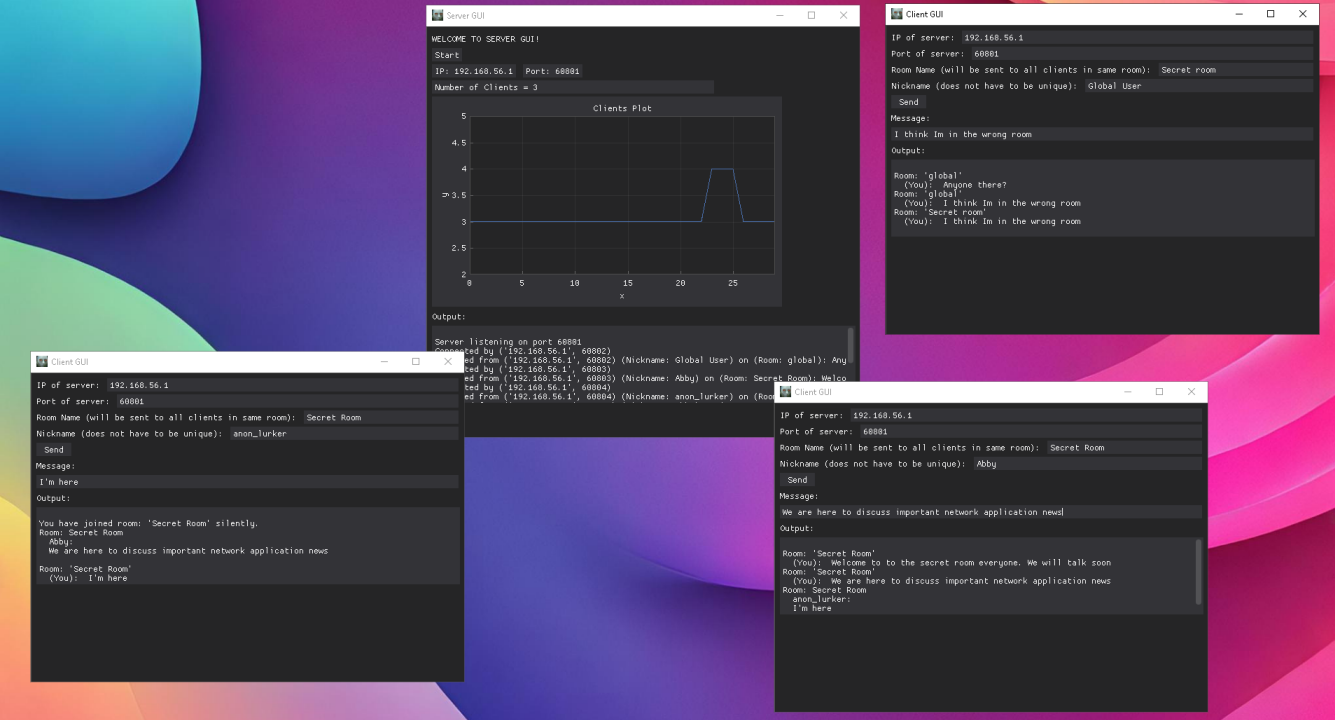 Server GUI
WELCOME TO SERVER GUI!
Start
IP: 192.168.56.1 Port: 60801
Number of Clients = 3
Clients Plot
5
4.5
4
3.5
3
2.5
2
y
0 5 10 15 20 25
x
Output:
Server listening on port 60801
Connected by ('192.168.56.1', 60802)
ed from ('192.168.56.1', 60802) (Nickname: Global User) on (Room: global): Any
ted by ('192.168.56.1', 60803)
ed from ('192.168.56.1', 60803) (Nickname: Abby) on (Room: Secret Room): Welco
ted by ('192.168.56.1', 60804)
ed from ('192.168.56.1', 60804) (Nickname: anon_lurker) on (Roo
Client GUI
IP of server: 192.168.56.1
Port of server: 60801
Room Name (will be sent to all clients in same room): Secret room
Nickname (does not have to be unique): Global User
Send
Message:
I think Im in the wrong room
Output:
Room: 'global'
(You): Anyone there?
Room: 'global'
(You): I think Im in the wrong room
Room: 'Secret room'
(You): I think Im in the wrong room
Client GUI
IP of server: 192.168.56.1
Port of server: 60801
Room Name (will be sent to all clients in same room): Secret Room
Nickname (does not have to be unique): anon_lurker
Send
Message:
I'm here
Output:
You have joined room: 'Secret Room' silently.
Room: Secret Room
Abby:
We are here to discuss important network application news
Room: 'Secret Room'
(You): I'm here
Client GUI
IP of server: 192.168.56.1
Port of server: 60801
Room Name (will be sent to all clients in same room): Secret Room
Nickname (does not have to be unique): Abby
Send
Message:
We are here to discuss important network application news
Output:
Room: 'Secret Room'
(You): Welcome to to the secret room everyone. We will talk soon
Room: 'Secret Room'
(You): We are here to discuss important network application news
Room: Secret Room
anon_lurker:
I'm here